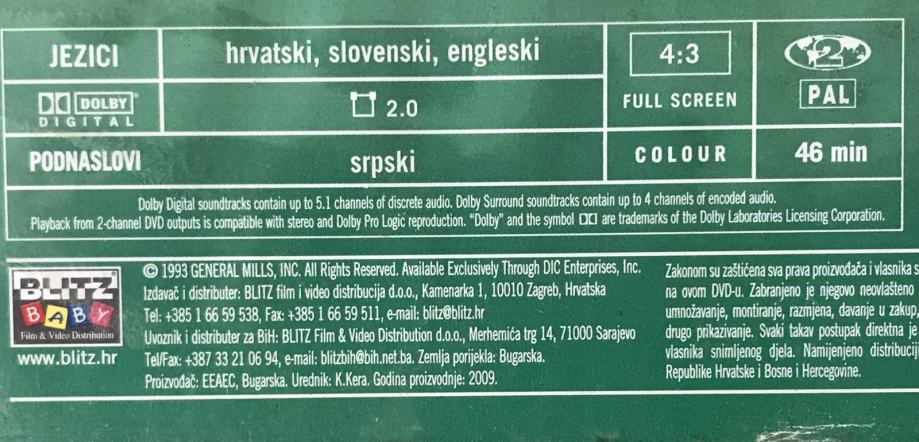 JEZICI
hrvatski, slovenski, engleski
4:3
2
DOLBY
DIGITAL
2.0
FULL SCREEN
PAL
PODNASLOVI
srpski
COLOUR
46 min
Dolby Digital soundtracks contain up to 5.1 channels of discrete audio. Dolby Surround soundtracks contain up to 4 channels of encoded audio.
Playback from 2-channel DVD outputs is compatible with stereo and Dolby Pro Logic reproduction. "Dolby" and the symbol are trademarks of the Dolby Laboratories Licensing Corporation.
BLITZ
BABY
Film & Video Distribution
www.blitz.hr
© 1993 GENERAL MILLS, INC. All Rights Reserved. Available Exclusively Through DIC Enterprises, Inc.
Izdavač i distributer: BLITZ film i video distribucija d.o.o., Kamenarka 1, 10010 Zagreb, Hrvatska
Tel: +385 1 66 59 538, Fax: +385 1 66 59 511, e-mail: blitz@blitz.hr
Uvoznik i distributer za BiH: BLITZ Film & Video Distribution d.o.o., Merhemića trg 14, 71000 Sarajevo
Tel/Fax: +387 33 21 06 94, e-mail: blitzbih@bih.net.ba. Zemlja porijekla: Bugarska.
Proizvođač: EEAEC, Bugarska. Urednik: K.Kera. Godina proizvodnje: 2009.
Zakonom su zaštićena sva prava proizvođača i vlasnika s
na ovom DVD-u. Zabranjeno je njegovo neovlašteno
umnožavanje, montiranje, razmjena, davanje u zakup,
drugo prikazivanje. Svaki takav postupak direktna je
vlasnika snimljenog djela. Namijenjeno distribuciji
Republike Hrvatske i Bosne i Hercegovine.